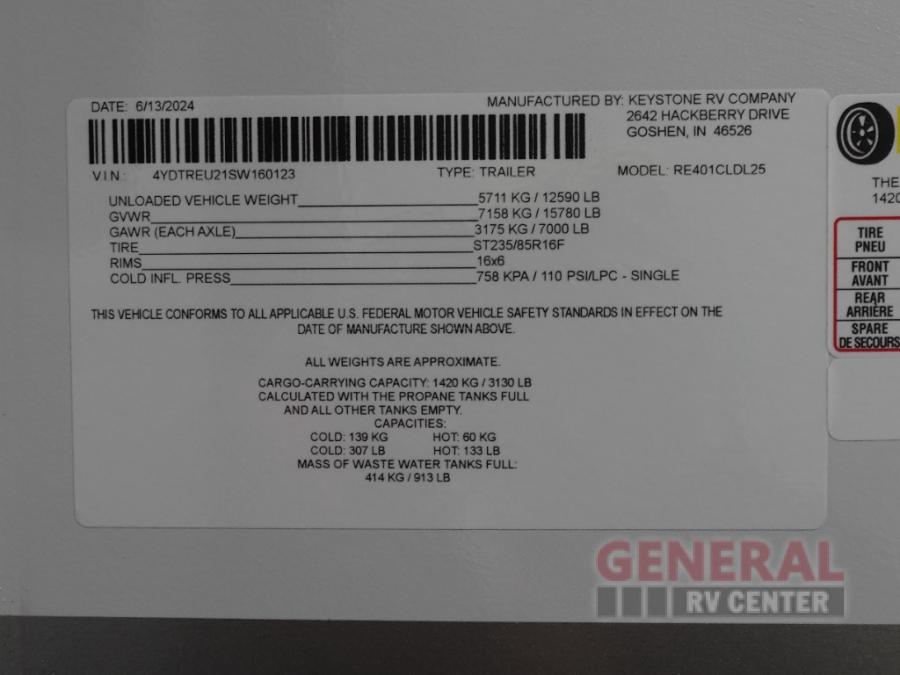 DATE: 6/13/2024
MANUFACTURED BY: KEYSTONE RV COMPANY
2642 HACKBERRY DRIVE
GOSHEN, IN 46526
VIN: 4YDTREU21SW160123 TYPE: TRAILER MODEL: RE401CLDL25
UNLOADED VEHICLE WEIGHT 5711 KG / 12590 LB
GVWR 7158 KG / 15780 LB
GAWR (EACH AXLE) 3175 KG / 7000 LB
TIRE ST235/85R16F
RIMS 16x6
COLD INFL. PRESS 758 KPA / 110 PSI/LPC - SINGLE
THIS VEHICLE CONFORMS TO ALL APPLICABLE U.S. FEDERAL MOTOR VEHICLE SAFETY STANDARDS IN EFFECT ON THE
DATE OF MANUFACTURE SHOWN ABOVE.
ALL WEIGHTS ARE APPROXIMATE.
CARGO-CARRYING CAPACITY: 1420 KG / 3130 LB
CALCULATED WITH THE PROPANE TANKS FULL
AND ALL OTHER TANKS EMPTY.
CAPACITIES:
COLD: 139 KG HOT: 60 KG
COLD: 307 LB HOT: 133 LB
MASS OF WASTE WATER TANKS FULL:
414 KG / 913 LB
THE
1420
TIRE
PNEU
FRONT
AVANT
REAR
ARRIÈRE
SPARE
DE SECOURS
GENERAL
RV CENTER